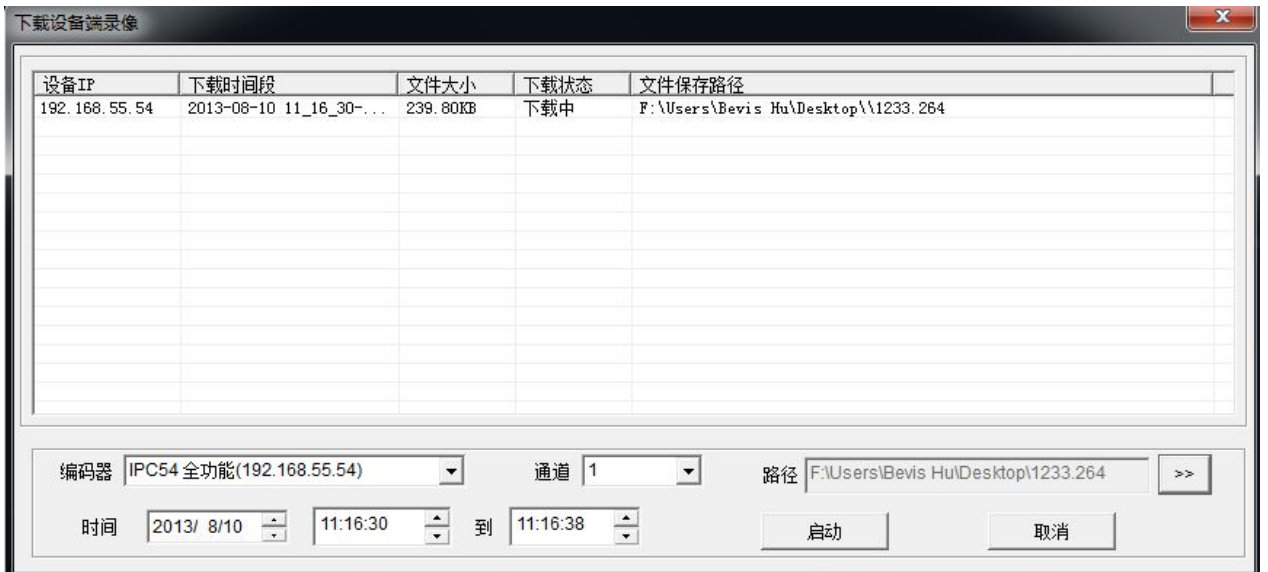 下载设备端录像
设备IP 下载时间段 文件大小 下载状态 文件保存路径
192.168.55.54 2013-08-10 11_16_30-... 239.80KB 下载中 F:\Users\Bevis Hu\Desktop\\1233.264
编码器 IPC54 全功能(192.168.55.54) 通道 1 路径 F:\Users\Bevis Hu\Desktop\1233.264 >>
时间 2013/ 8/10 11:16:30 到 11:16:38 启动 取消